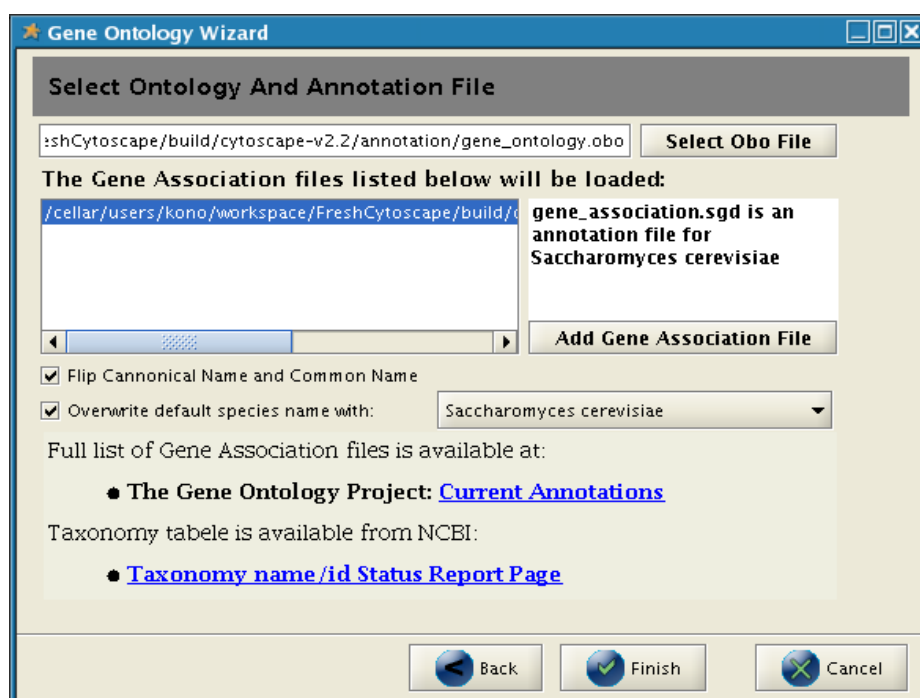 Gene Ontology Wizard
Select Ontology And Annotation File
eshCytoscape/build/cytoscape-v2.2/annotation/gene_ontology.obo
Select Obo File
The Gene Association files listed below will be loaded:
/cellar/users/kono/workspace/FreshCytoscape/build/c
gene_association.sgd is an
annotation file for
Saccharomyces cerevisiae
Add Gene Association File
Flip Cannonical Name and Common Name
Overwrite default species name with:
Saccharomyces cerevisiae
Full list of Gene Association files is available at:
The Gene Ontology Project: Current Annotations
Taxonomy tabele is available from NCBI:
Taxonomy name/id Status Report Page
Back
Finish
Cancel